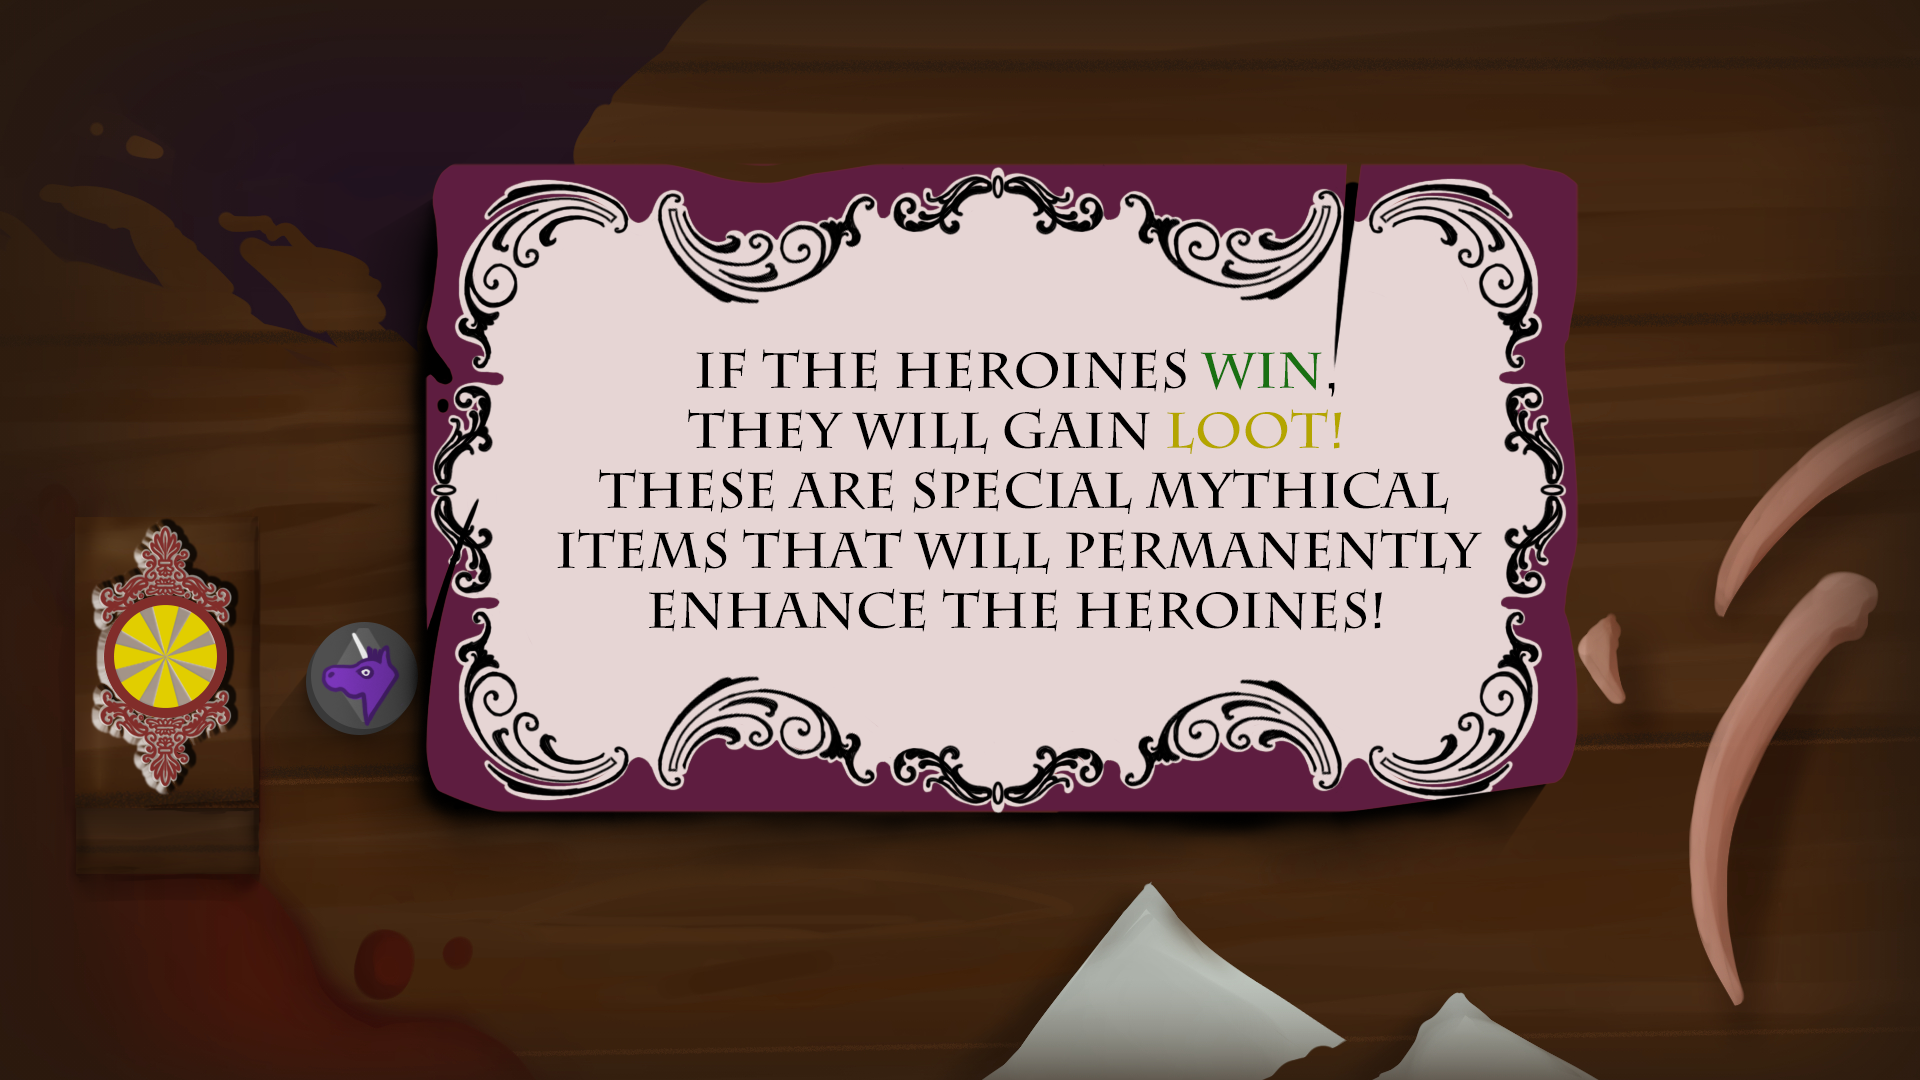 IF THE HEROINES WIN,
THEY WILL GAIN LOOT!
THESE ARE SPECIAL MYTHICAL
ITEMS THAT WILL PERMANENTLY
ENHANCE THE HEROINES!